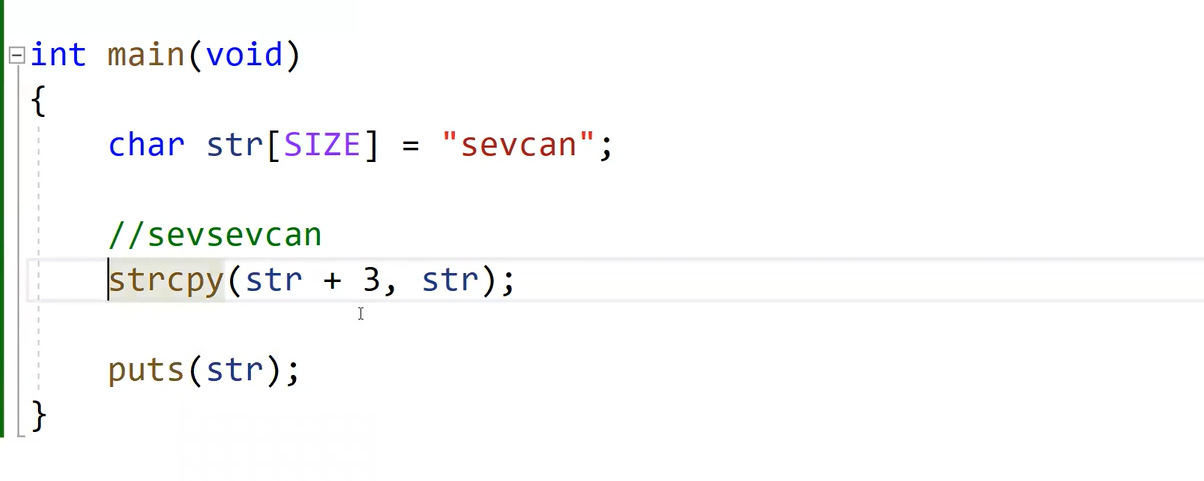 int main(void)
{
    char str[SIZE] = "sevcan";
    //sevsevcan
    strcpy(str + 3, str);
    puts(str);
}